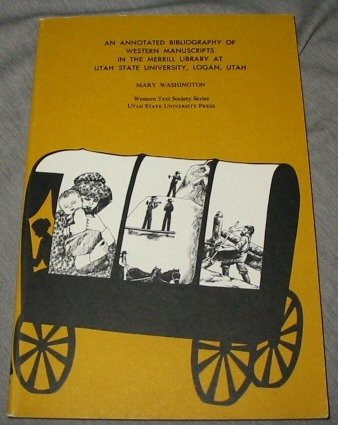 AN ANNOTATED BIBLIOGRAPHY OF
WESTERN MANUSCRIPTS
IN THE MERRILL LIBRARY AT
UTAH STATE UNIVERSITY, LOGAN, UTAH
MARY WASHINGTON
Western Text Society Series
UTAH STATE UNIVERSITY PRESS